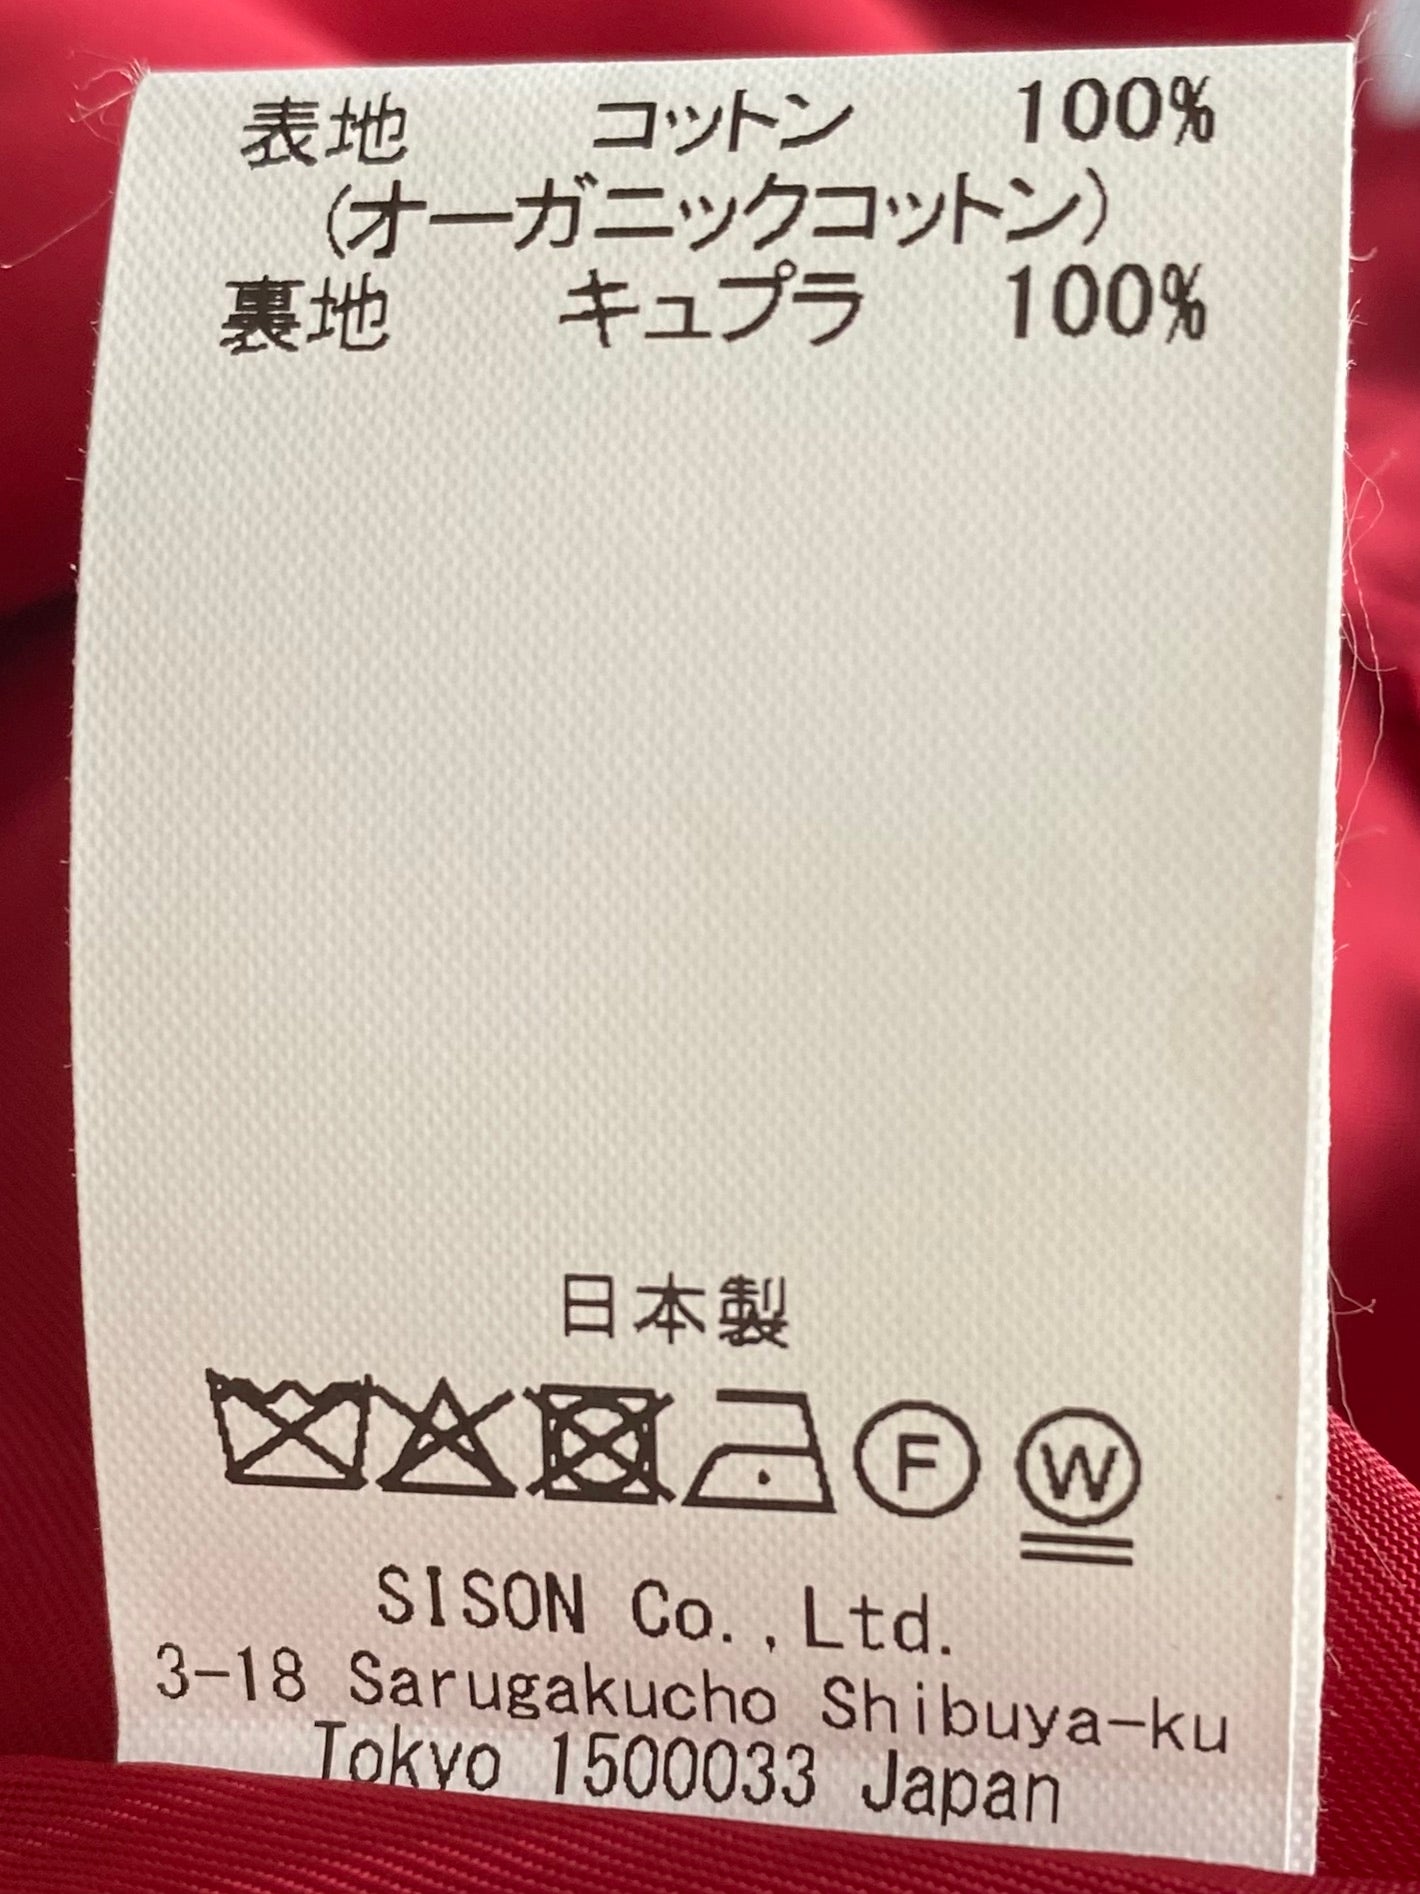 表地 コットン 100%
(オーガニックコットン)
裏地 キュプラ 100%
日本製
F W
SISON Co.,Ltd.
3-18 Sarugakucho Shibuya-ku
Tokyo 1500033 Japan